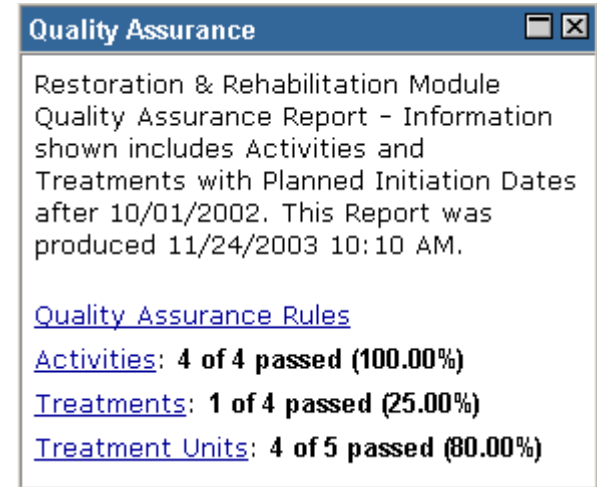 Quality Assurance
Restoration & Rehabilitation Module
Quality Assurance Report – Information
shown includes Activities and
Treatments with Planned Initiation Dates
after 10/01/2002. This Report was
produced 11/24/2003 10:10 AM.
Quality Assurance Rules
Activities: 4 of 4 passed (100.00%)
Treatments: 1 of 4 passed (25.00%)
Treatment Units: 4 of 5 passed (80.00%)